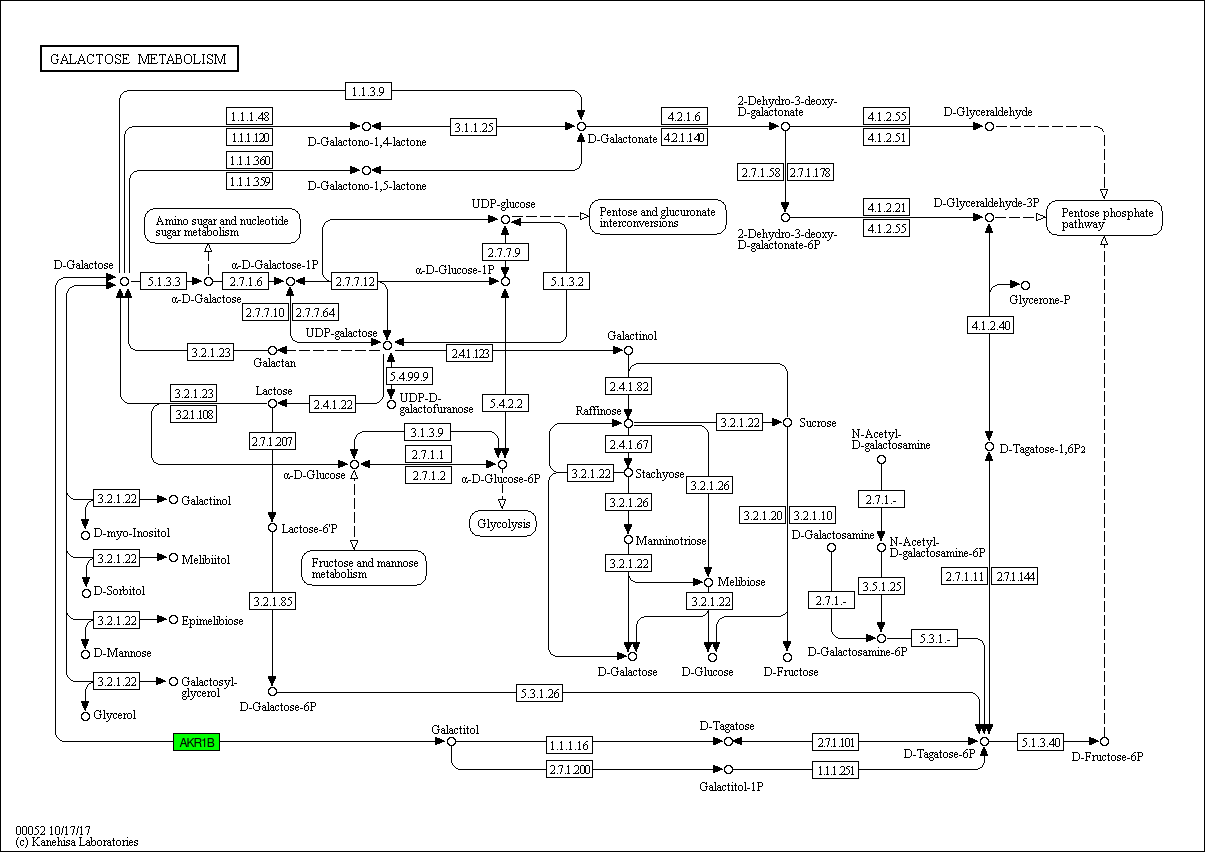 GALACTOSE METABOLISM
1.1.3.9
1.1.1.48
1.1.1.120
D-Galactono-1,4-lactone
3.1.1.25
D-Galactonate
4.2.1.6
4.2.1.140
2-Dehydro-3-deoxy-
D-galactonate
4.1.2.55
4.1.2.51
D-Glyceraldehyde
1.1.1.360
1.1.1.359
D-Galactono-1,5-lactone
2.7.1.58
2.7.1.178
Amino sugar and nucleotide
sugar metabolism
UDP-glucose
Pentose and glucuronate
interconversions
2-Dehydro-3-deoxy-
D-galactonate-6P
4.1.2.21
4.1.2.55
D-Glyceraldehyde-3P
Pentose phosphate
pathway
D-Galactose
5.1.3.3
α-D-Galactose
2.7.1.6
α-D-Galactose-1P
2.7.7.12
α-D-Glucose-1P
2.7.7.9
5.1.3.2
Glycerone-P
2.7.7.10
2.7.7.64
4.1.2.40
UDP-galactose
3.2.1.23
Galactan
2.4.1.123
Galactinol
5.4.99.9
UDP-D-
galactofuranose
3.2.1.23
3.2.1.108
Lactose
2.4.1.22
5.4.2.2
2.4.1.82
Raffinose
3.2.1.22
Sucrose
2.7.1.207
3.1.3.9
2.7.1.1
2.7.1.2
α-D-Glucose
α-D-Glucose-6P
2.4.1.67
3.2.1.22
Stachyose
3.2.1.26
3.2.1.26
N-Acetyl-
D-galactosamine
D-Tagatose-1,6P2
2.7.1.-
3.2.1.22
Galactinol
D-myo-Inositol
Lactose-6'P
Glycolysis
3.2.1.20
3.2.1.10
D-Galactosamine
N-Acetyl-
D-galactosamine-6P
Manninotriose
3.2.1.22
Melibiitol
D-Sorbitol
Fructose and mannose
metabolism
3.2.1.22
Melibiose
3.5.1.25
2.7.1.11
2.7.1.144
3.2.1.85
3.2.1.22
2.7.1.-
3.2.1.22
Epimelibiose
D-Mannose
5.3.1.-
D-Galactosamine-6P
D-Galactose
D-Glucose
D-Fructose
3.2.1.22
Galactosyl-
glycerol
Glycerol
D-Galactose-6P
5.3.1.26
AKR1B
Galactitol
1.1.1.16
D-Tagatose
2.7.1.101
D-Tagatose-6P
5.1.3.40
D-Fructose-6P
2.7.1.200
Galactitol-1P
1.1.1.251
00052 10/17/17
(c) Kanehisa Laboratories